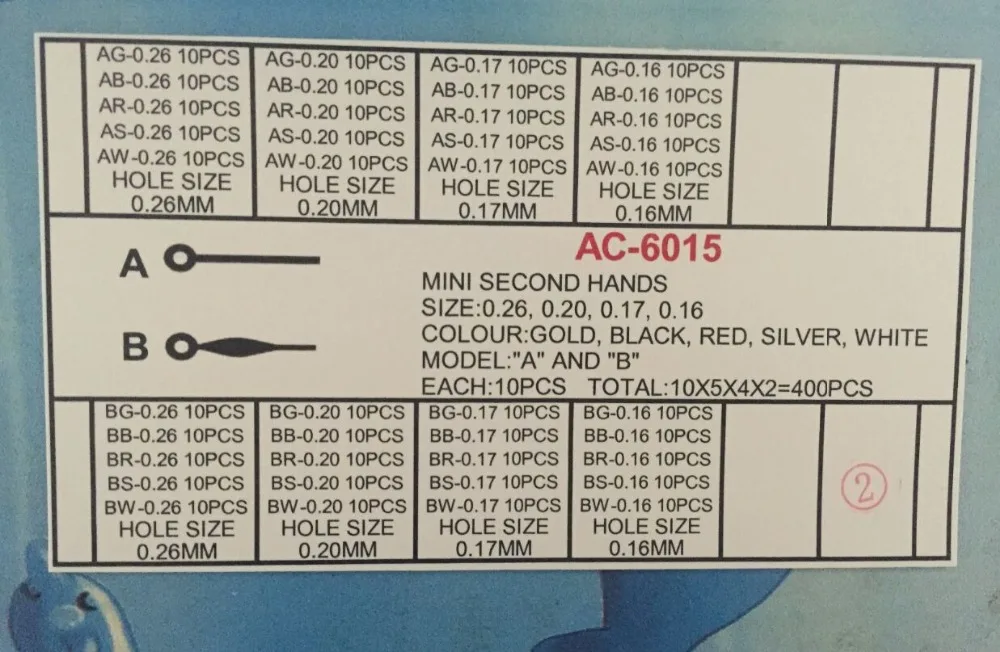 AG-0.26 10PCS
AB-0.26 10PCS
AR-0.26 10PCS
AS-0.26 10PCS
AW-0.26 10PCS
HOLE SIZE
0.26MM
AG-0.20 10PCS
AB-0.20 10PCS
AR-0.20 10PCS
AS-0.20 10PCS
AW-0.20 10PCS
HOLE SIZE
0.20MM
AG-0.17 10PCS
AB-0.17 10PCS
AR-0.17 10PCS
AS-0.17 10PCS
AW-0.17 10PCS
HOLE SIZE
0.17MM
AG-0.16 10PCS
AB-0.16 10PCS
AR-0.16 10PCS
AS-0.16 10PCS
AW-0.16 10PCS
HOLE SIZE
0.16MM
A
B
AC-6015
MINI SECOND HANDS
SIZE:0.26, 0.20, 0.17, 0.16
COLOUR:GOLD, BLACK, RED, SILVER, WHITE
MODEL:"A" AND "B"
EACH:10PCS TOTAL:10X5X4X2=400PCS
BG-0.26 10PCS
BB-0.26 10PCS
BR-0.26 10PCS
BS-0.26 10PCS
BW-0.26 10PCS
HOLE SIZE
0.26MM
BG-0.20 10PCS
BB-0.20 10PCS
BR-0.20 10PCS
BS-0.20 10PCS
BW-0.20 10PCS
HOLE SIZE
0.20MM
BG-0.17 10PCS
BB-0.17 10PCS
BR-0.17 10PCS
BS-0.17 10PCS
BW-0.17 10PCS
HOLE SIZE
0.17MM
BG-0.16 10PCS
BB-0.16 10PCS
BR-0.16 10PCS
BS-0.16 10PCS
BW-0.16 10PCS
HOLE SIZE
0.16MM
2